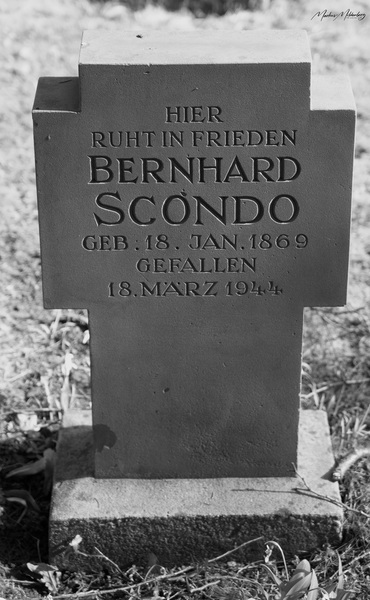 HIER
RUHT IN FRIEDEN
BERNHARD
SCONDO
GEB. 18. JAN. 1869
GEFALLEN
18. MÄRZ 1944